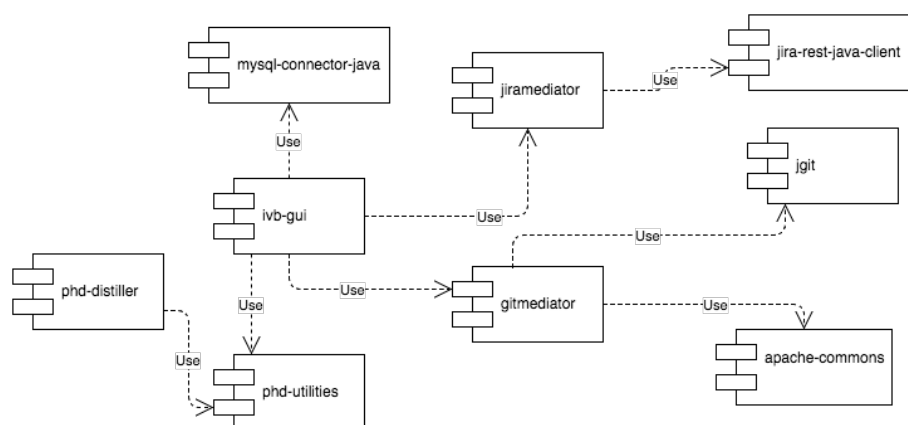 mysql-connector-java
jiramediator
jira-rest-java-client
Use
Use
jgit
ivb-gui
Use
Use
phd-distiller
Use
Use
gitmediator
Use
Use
phd-utilities
apache-commons